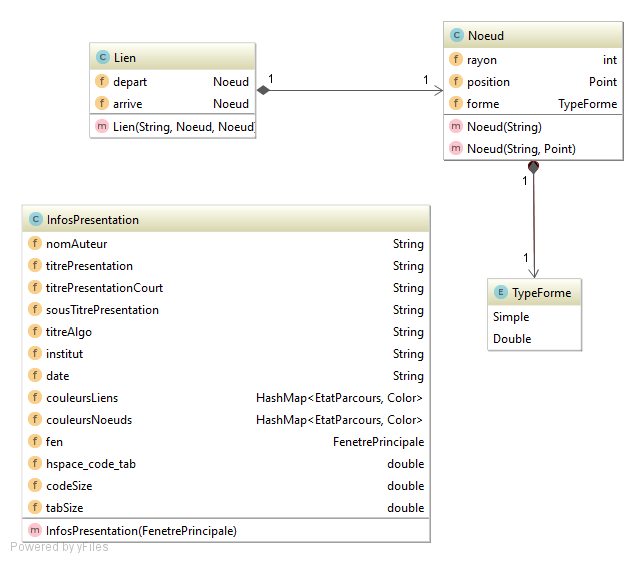 C Lien
f depart Noeud
f arrive Noeud
m Lien(String, Noeud, Noeud)
1 1
C Noeud
f rayon int
f position Point
f forme TypeForme
m Noeud(String)
m Noeud(String, Point)
1
1
E TypeForme
Simple
Double
C InfosPresentation
f nomAuteur String
f titrePresentation String
f titrePresentationCourt String
f sousTitrePresentation String
f titreAlgo String
f institut String
f date String
f couleursLiens HashMap<EtatParcours, Color>
f couleursNoeuds HashMap<EtatParcours, Color>
f fen FenetrePrincipale
f hspace_code_tab double
f codeSize double
f tabSize double
m InfosPresentation(FenetrePrincipale)
Powered by yFiles